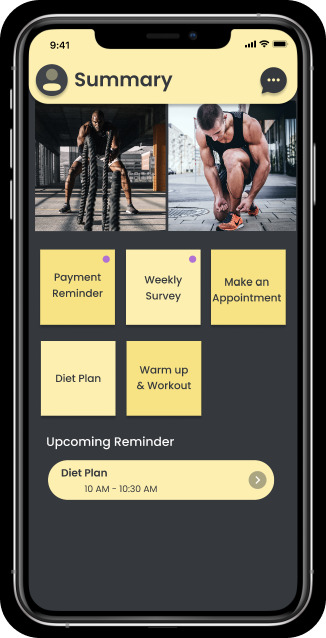 9:41
Summary
Payment
Reminder
Weekly
Survey
Make an
Appointment
Diet Plan
Warm up
& Workout
Upcoming Reminder
Diet Plan
10 AM - 10:30 AM